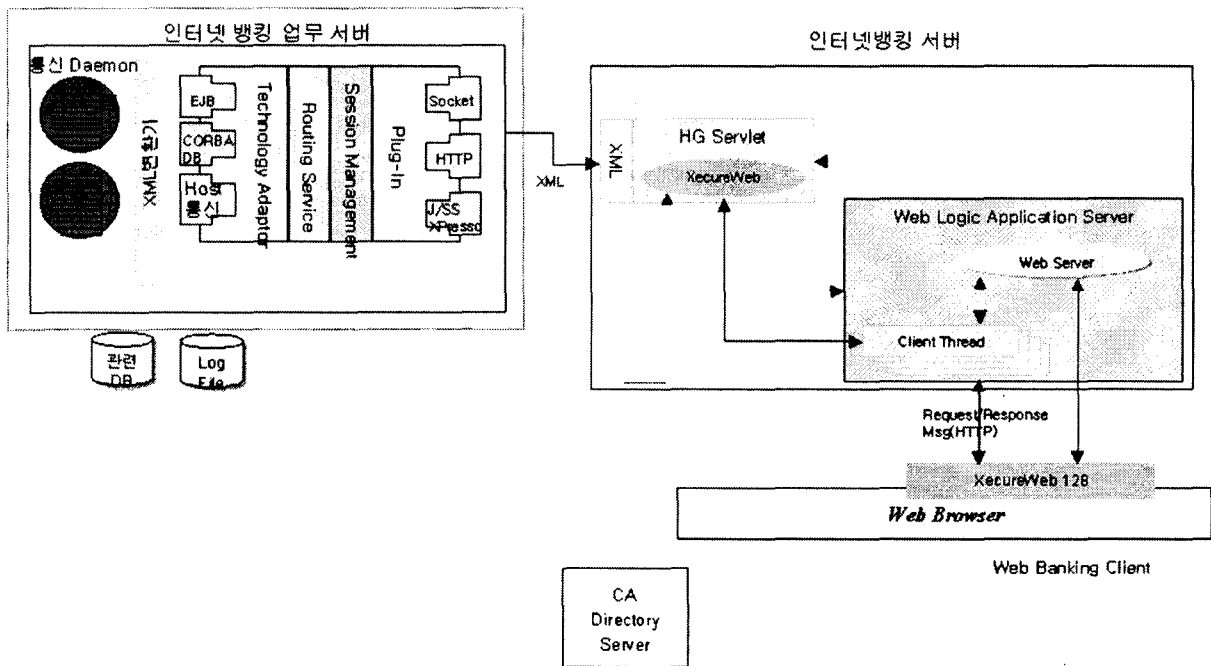 인터넷 뱅킹 업무 서버
통신 Daemon
XML변환(기)
EJB
CORBA
DB
Host
통신
Technology Adaptor
Routing Service
Session Management
Plug-In
Socket
HTTP
J/SS
XPresso
관련
DB
Log
File
XML
인터넷뱅킹 서버
XML
HG Servlet
XecureWeb
Web Logic Application Server
Web Server
Client Thread
Request/Response
Msg(HTTP)
XecureWeb 128
Web Browser
Web Banking Client
CA
Directory
Server